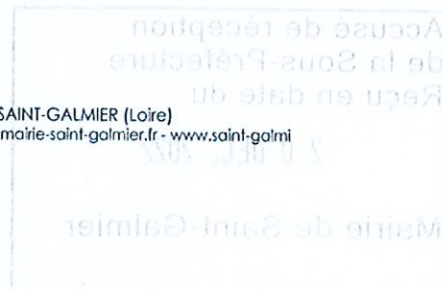 Accusé de réception
de la Sous-Préfecture
Reçu en date du
SAINT-GALMIER (Loire)
mairie-saint-galmier.fr - www.saint-galmi
2 0 DEC. 2022
Mairie de Saint-Galmier